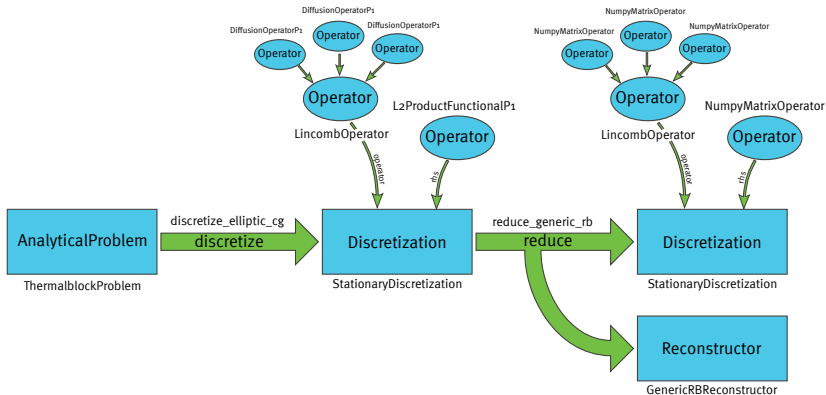 DiffusionOperatorP1
DiffusionOperatorP1
DiffusionOperatorP1
Operator
Operator
Operator
Operator
LincombOperator
L2ProductFunctionalP1
Operator
operator
rhs
NumpyMatrixOperator
NumpyMatrixOperator
NumpyMatrixOperator
Operator
Operator
Operator
Operator
LincombOperator
NumpyMatrixOperator
Operator
operator
rhs
AnalyticalProblem
ThermalblockProblem
discretize_elliptic_cg
discretize
Discretization
StationaryDiscretization
reduce_generic_rb
reduce
Discretization
StationaryDiscretization
Reconstructor
GenericRBReconstructor